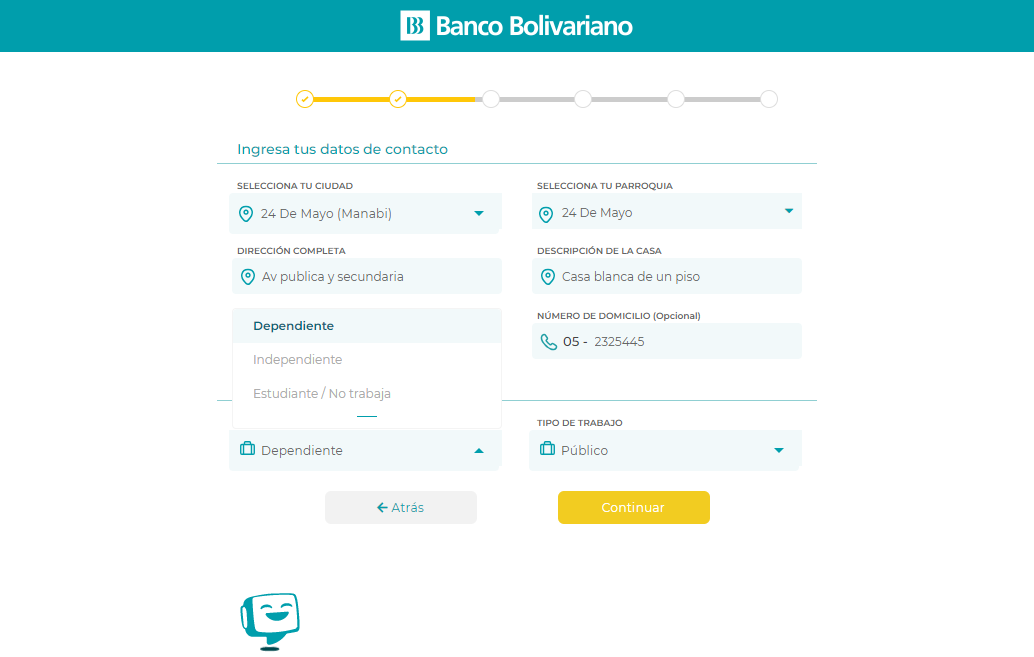 Banco Bolivariano
Ingresa tus datos de contacto
SELECCIONA TU CIUDAD
SELECCIONA TU PARROQUIA
24 De Mayo (Manabi)
24 De Mayo
DIRECCIÓN COMPLETA
DESCRIPCIÓN DE LA CASA
Av publica y secundaria
Casa blanca de un piso
NÚMERO DE DOMICILIO (Opcional)
Dependiente
05 - 2325445
Independiente
Estudiante / No trabaja
TIPO DE TRABAJO
Dependiente
Público
Atrás
Continuar